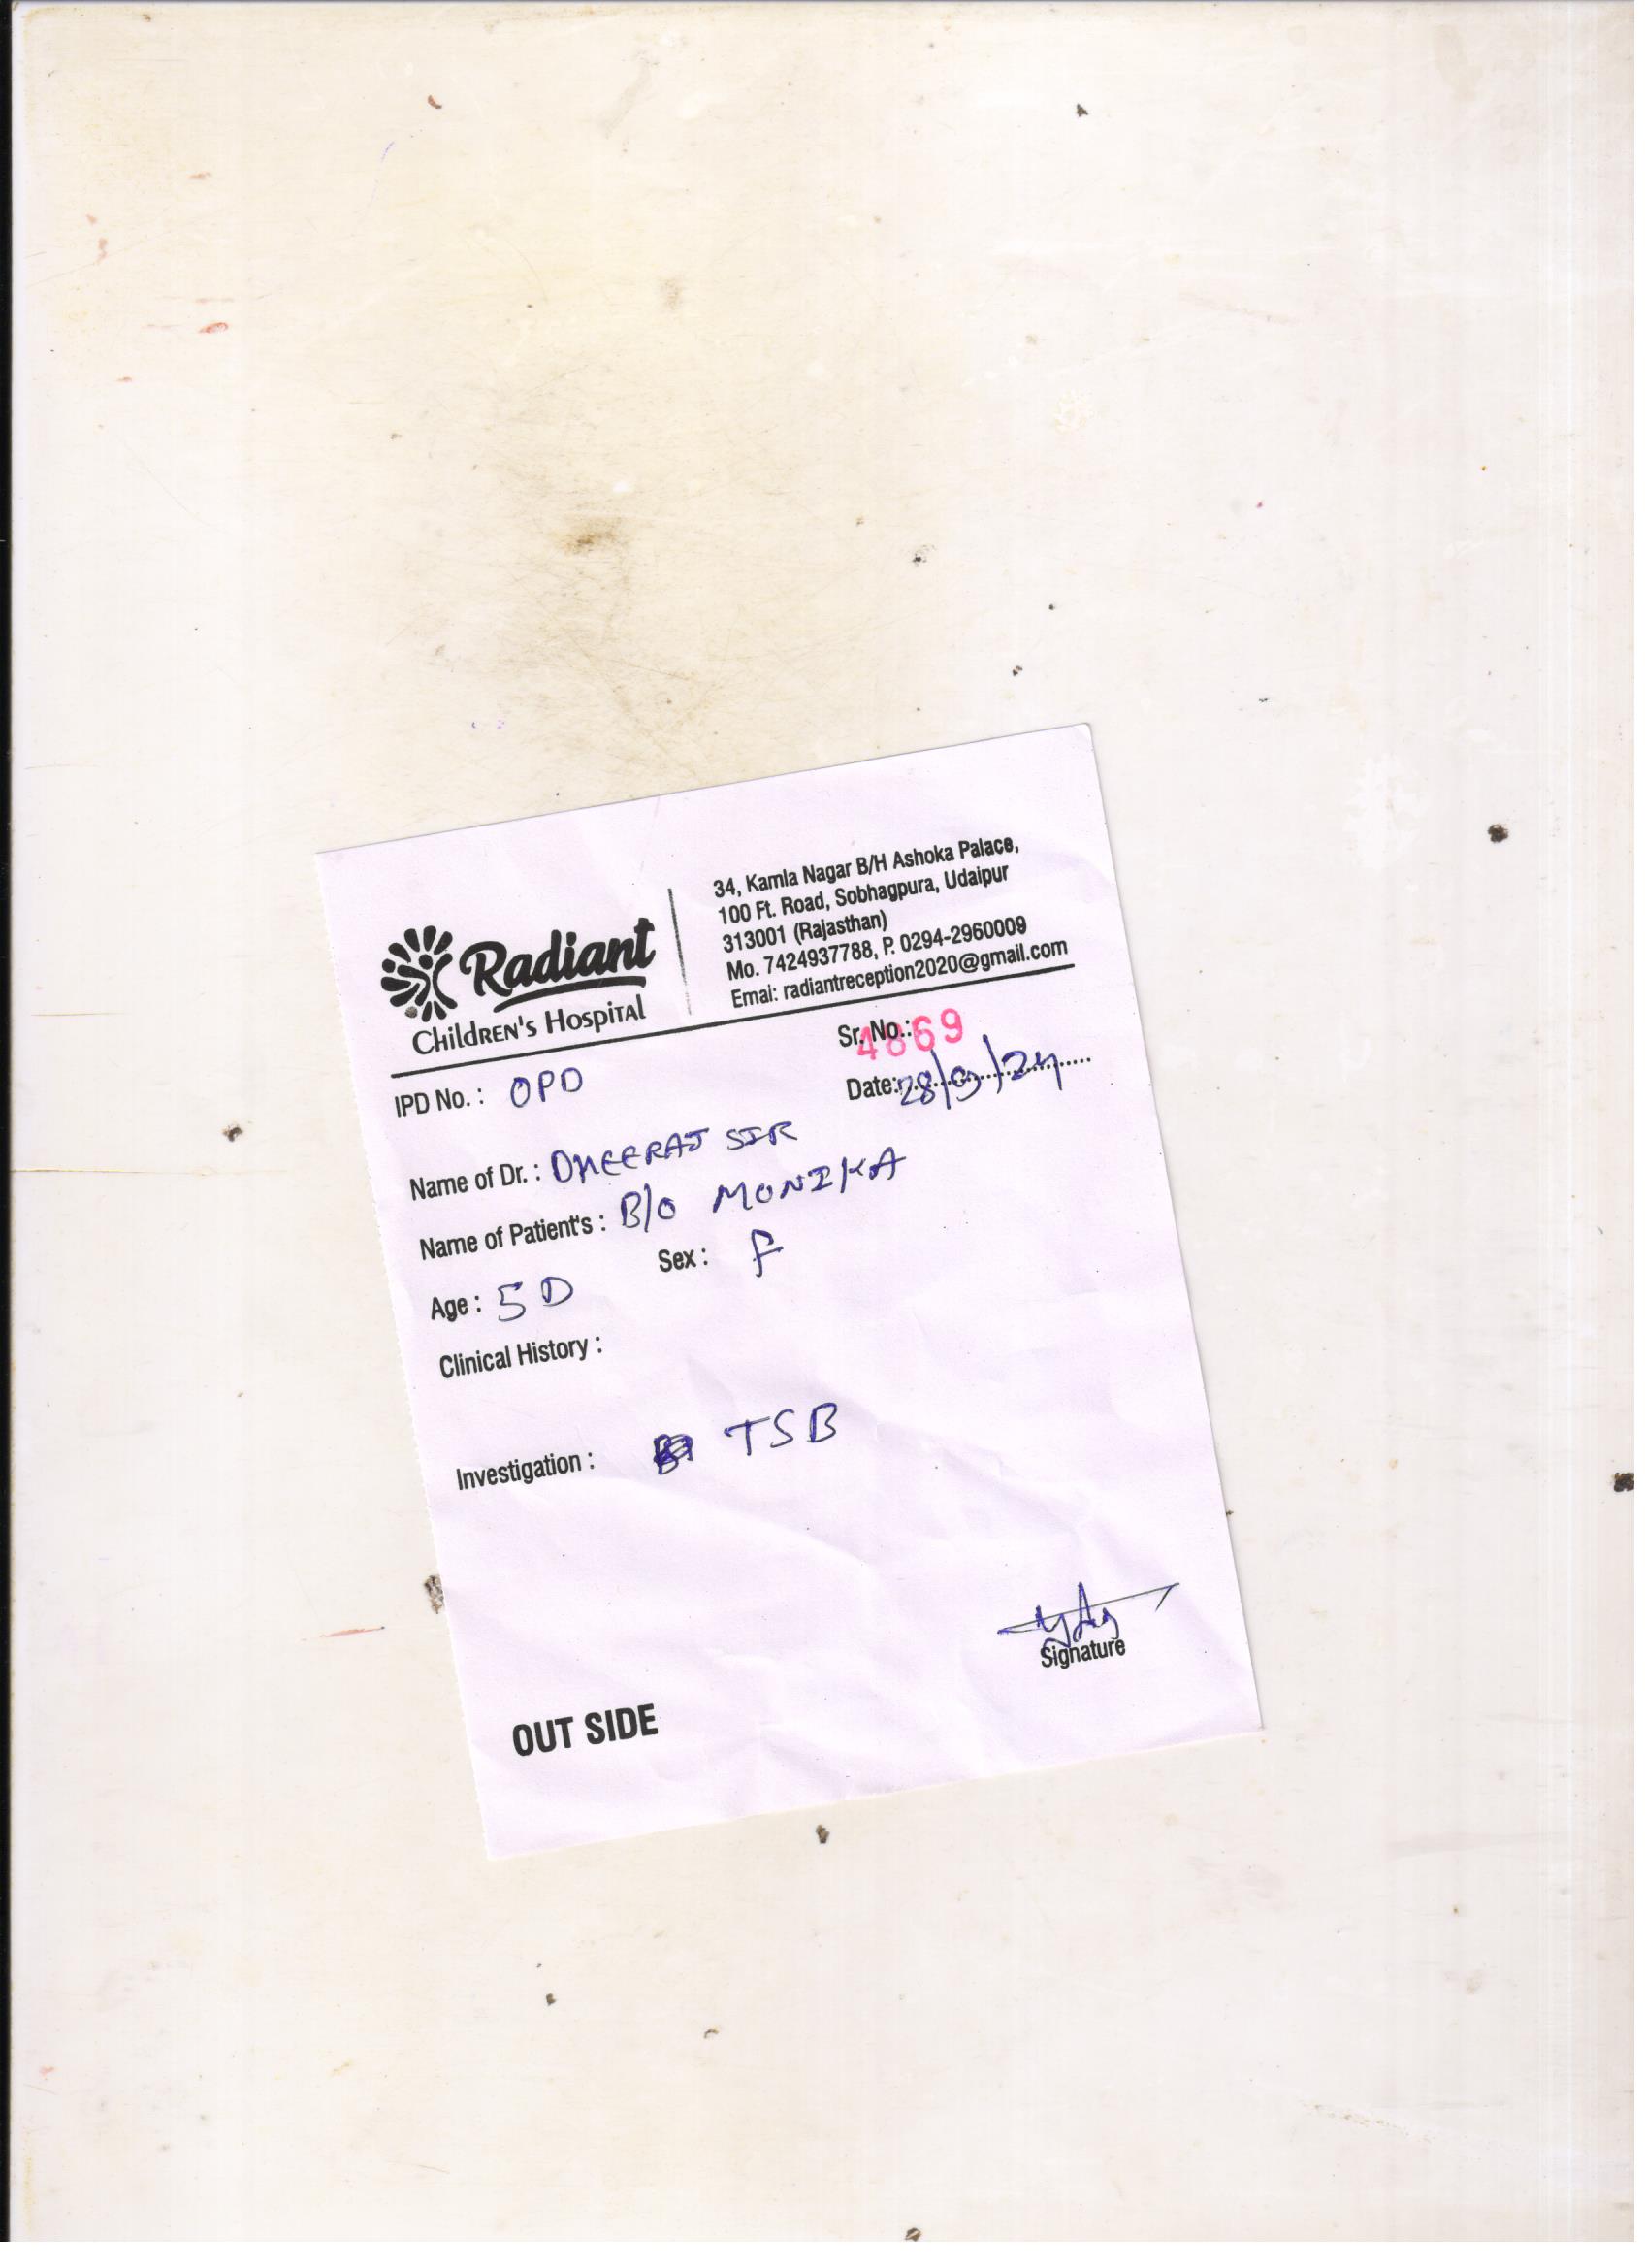 Radiant
Children's Hospital
34, Kamla Nagar B/H Ashoka Palace,
100 Ft. Road, Sobhagpura, Udaipur
313001 (Rajasthan)
Mo. 7424937788, P. 0294-2960009
Emai: radiantreception2020@gmail.com
Sr. No.: 4869
IPD No. : OPD
Date: 28/9/24
Name of Dr. : DHEERAJ SIR
Name of Patient's : B/O MONIKA
Age : 5 D Sex : F
Clinical History :
Investigation : TSB
Signature
OUT SIDE